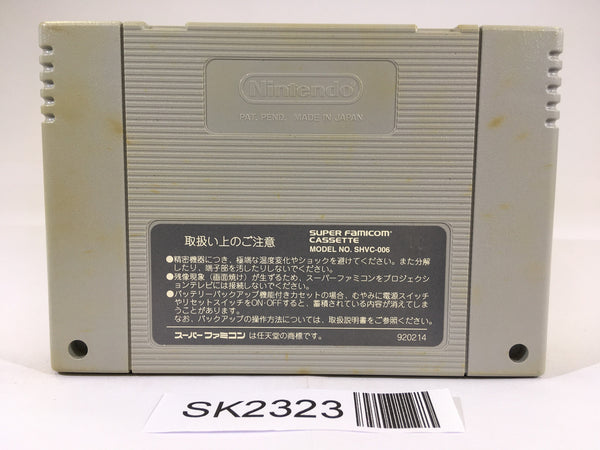 Nintendo
PAT. PEND. MADE IN JAPAN
取扱い上のご注意
SUPER FAMICOM
CASSETTE
MODEL NO. SHVC-006
●精密機器につき、極端な温度変化やショックを避けてください。また分解
したり、端子部を汚したりしないでください。
●残像現象（画面焼け）が生ずるため、スーパーファミコンをプロジェクシ
ョンテレビには接続しないでください。
●バッテリーバックアップ機能付きカセットの場合、むやみに電源スイッチ
やリセットスイッチをON・OFFすると、蓄積されている内容が消えてしま
うことがあります。
なお、バックアップの操作方法については、取扱説明書をご参照ください。
スーパーファミコン は任天堂の商標です。
920214
SK2323